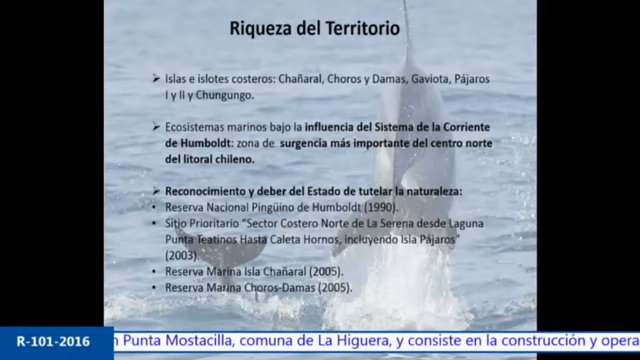 Riqueza del Territorio
➢ Islas e islotes costeros: Chañaral, Choros y Damas, Gaviota, Pájaros
I y II y Chungungo.
➢ Ecosistemas marinos bajo la influencia del Sistema de la Corriente
de Humboldt: zona de surgencia más importante del centro norte
del litoral chileno.
➢ Reconocimiento y deber del Estado de tutelar la naturaleza:
• Reserva Nacional Pingüino de Humboldt (1990).
• Sitio Prioritario "Sector Costero Norte de La Serena desde Laguna
Punta Teatinos Hasta Caleta Hornos, incluyendo Isla Pájaros"
(2003).
• Reserva Marina Isla Chañaral (2005).
• Reserva Marina Choros-Damas (2005).
R-101-2016
n Punta Mostacilla, comuna de La Higuera, y consiste en la construcción y opera